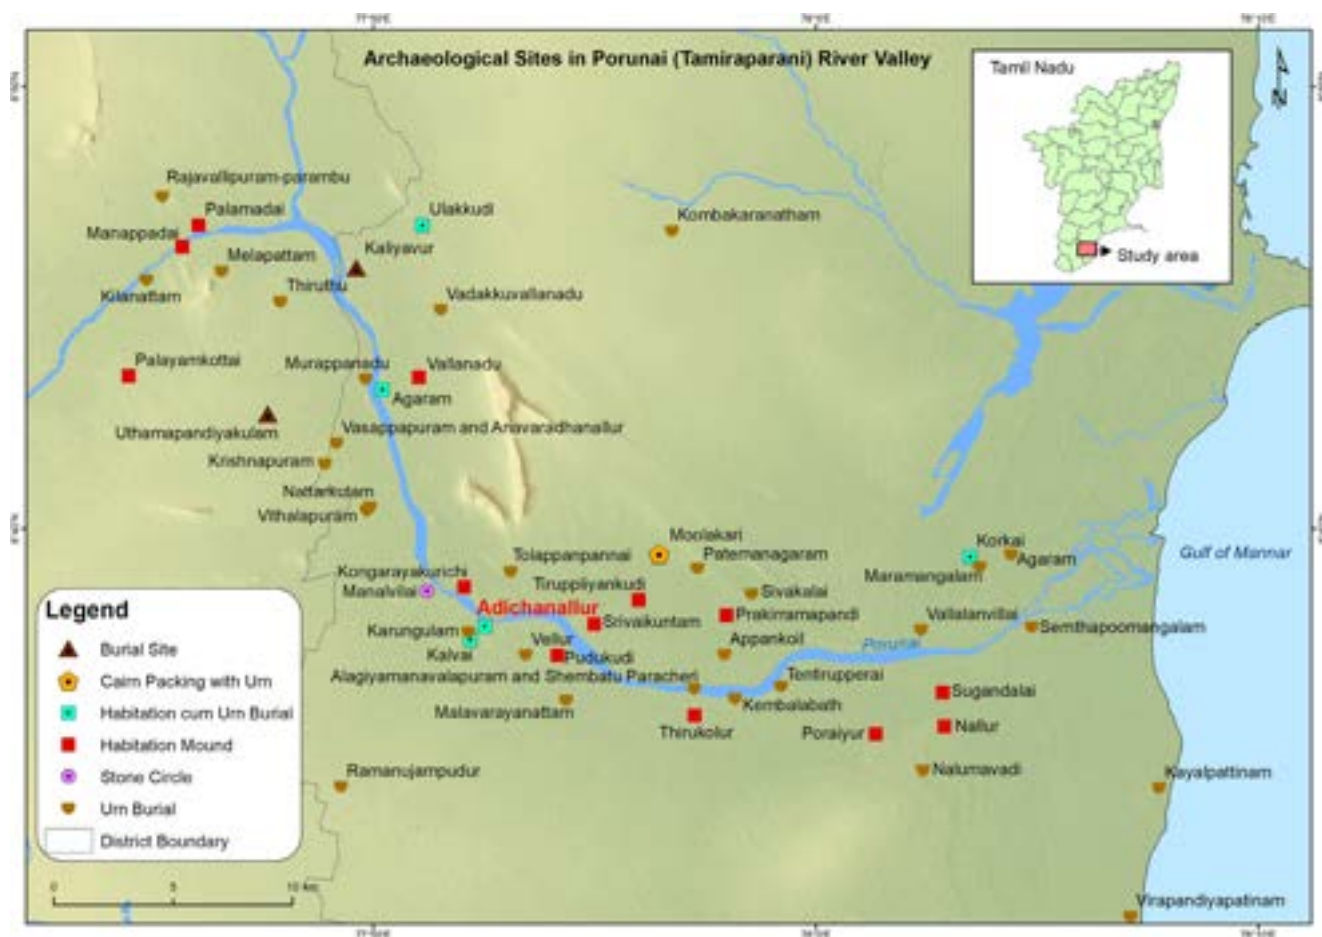 Archaeological Sites in Porunai (Tamiraparani) River Valley
Tamil Nadu
N
Study area
Rajavallipuram-parambu
Palamadai
Ulakkudi
Kombakaranatham
Manappadai
Kaliyavur
Melapattam
Kilanattam
Thiruthu
Vadakkuvallanadu
Palayamkottai
Murappanadu
Vallanadu
Agaram
Uthamapandiyakulam
Vasappapuram and Anavaradhanallur
Krishnapuram
Nattarkulam
Vithalapuram
Moolakari
Korkai
Gulf of Mannar
Tolappanpannai
Patemanagaram
Agaram
Kongarayakurichi
Tiruppliyankudi
Maramangalam
Manalvilai
Sivakalai
Adichanallur
Prakirramapandi
Vallalanvillai
Karungulam
Srivaikuntam
Semthapoomangalam
Vellur
Appankoil
Porunai
Kalvai
Pudukudi
Alagiyamanavalapuram and Shembatu Paracheri
Tentirupperai
Sugandalai
Malavarayanattam
Kembalabath
Nallur
Thirukolur
Poraiyur
Ramanujampudur
Nalumavadi
Kayalpattinam
Virapandiyapatinam
Legend
Burial Site
Cairn Packing with Urn
Habitation cum Urn Burial
Habitation Mound
Stone Circle
Urn Burial
District Boundary
0 5 10 km